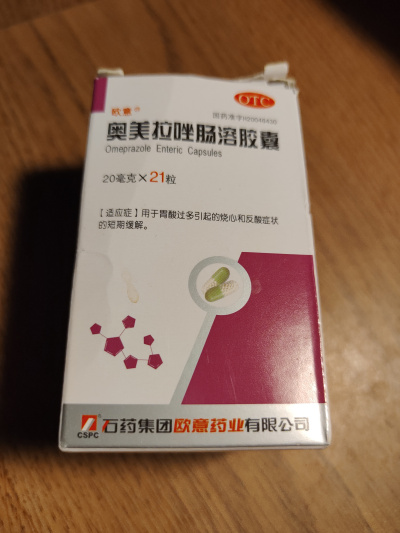 OTC
欧意®
奥美拉唑肠溶胶囊
Omeprazole Enteric Capsules
20毫克×21粒
【适应症】用于胃酸过多引起的烧心和反酸症状
的短期缓解。
CSPC
石药集团欧意药业有限公司